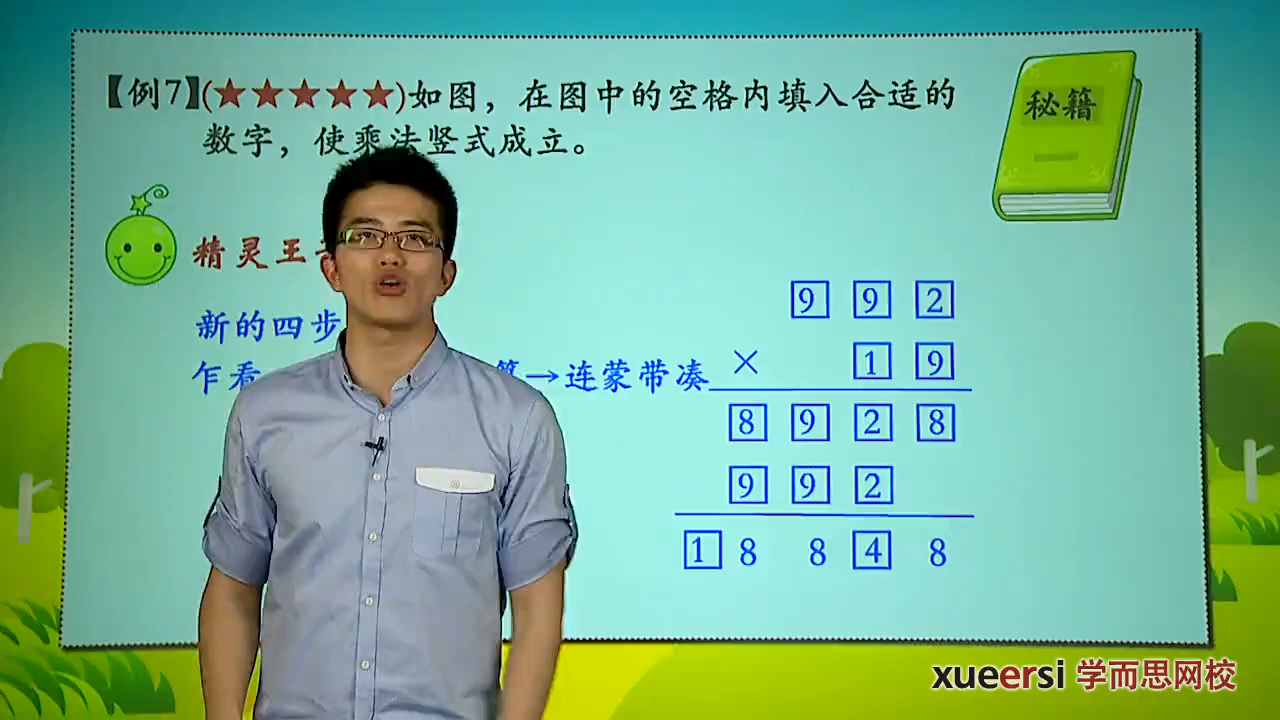 【例7】(★★★★★)如图，在图中的空格内填入合适的
数字，使乘法竖式成立。
秘籍
精灵王
新的四步
乍看
→连蒙带凑
9 9 2
× 1 9
8 9 2 8
9 9 2
1 8 8 4 8
xueersi 学而思网校